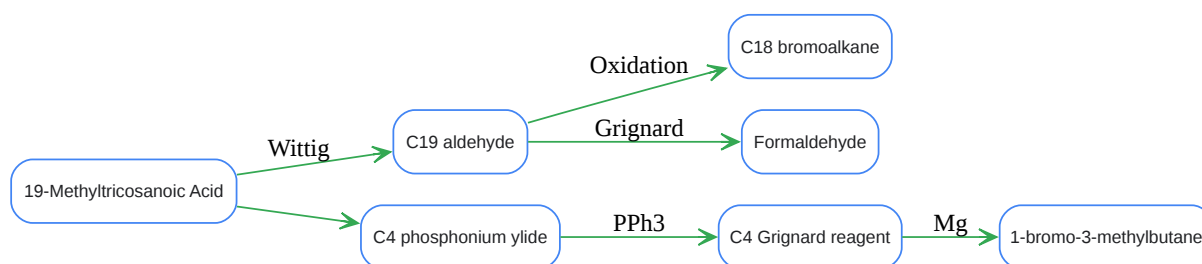 C18 bromoalkane
Oxidation
C19 aldehyde
Grignard
Formaldehyde
Wittig
19-Methyltricosanoic Acid
C4 phosphonium ylide
PPh3
C4 Grignard reagent
Mg
1-bromo-3-methylbutane